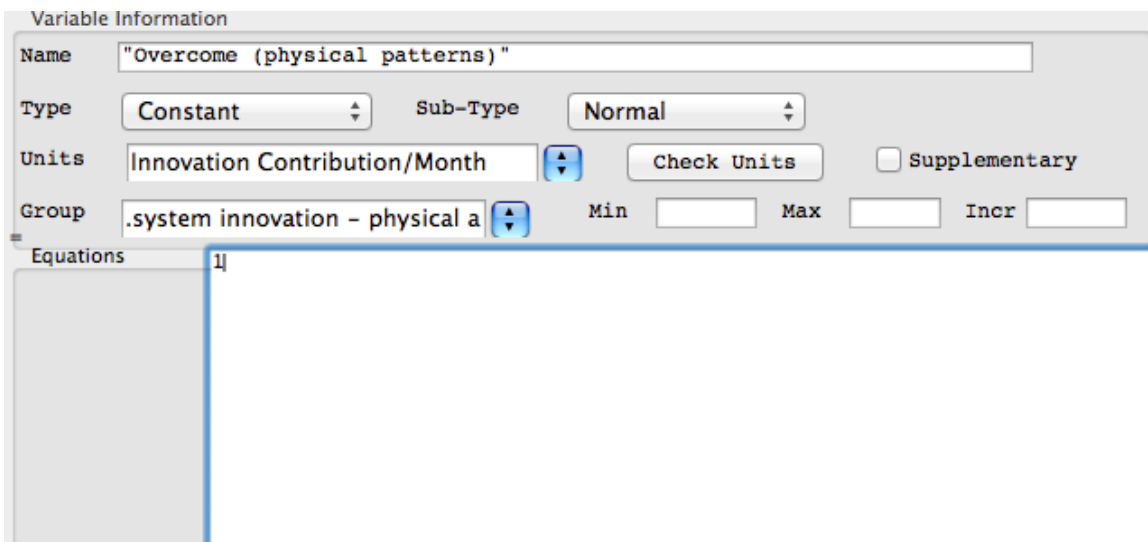 Variable Information
Name "Overcome (physical patterns)"
Type Constant Sub-Type Normal
Units Innovation Contribution/Month Check Units Supplementary
Group .system innovation – physical a Min Max Incr
=
Equations 1